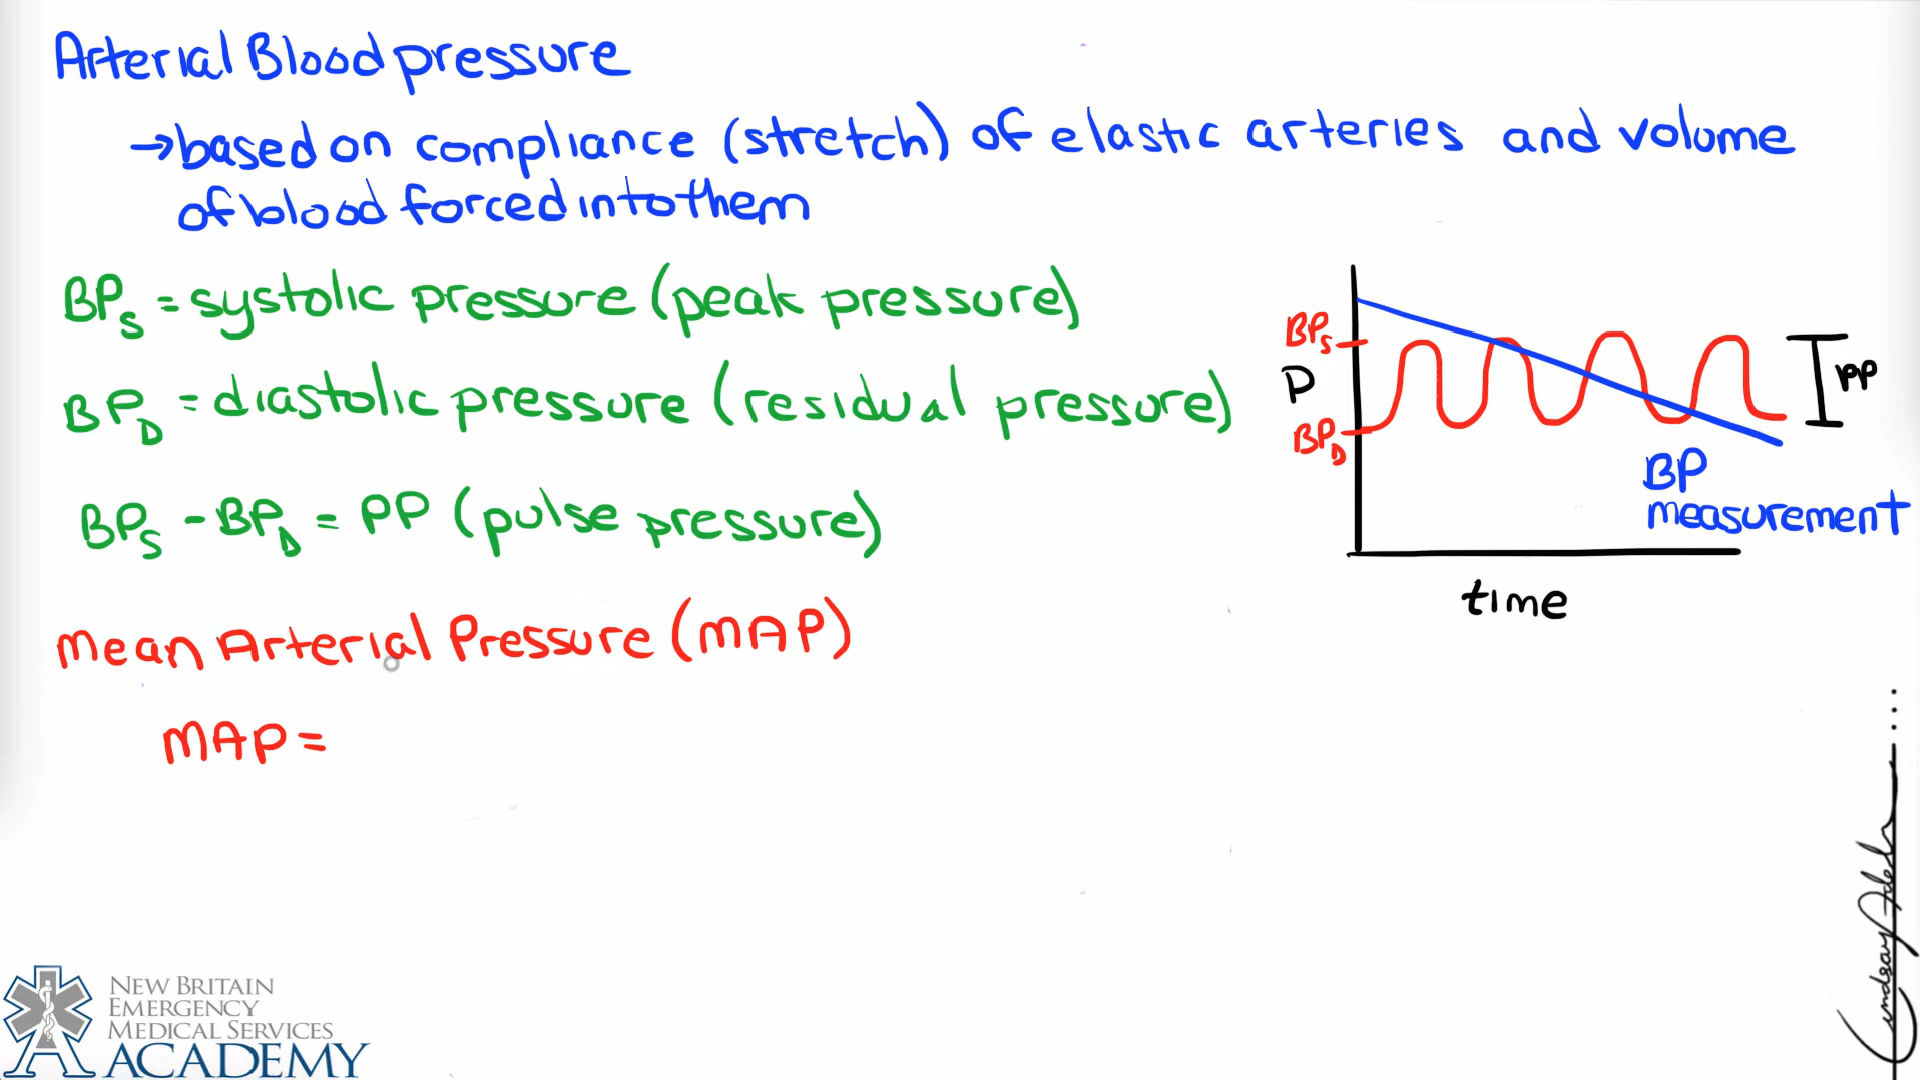 Arterial Blood pressure
→ based on compliance (stretch) of elastic arteries and volume
of blood forced into them
BPs = systolic pressure (peak pressure)
BPD = diastolic pressure (residual pressure)
BPs - BPD = PP (pulse pressure)
Mean Arterial Pressure (MAP)
MAP =
BPs
P
BPD
PP
BP
measurement
time
Lindsay Adeln
NEW BRITAIN
EMERGENCY
MEDICAL SERVICES
ACADEMY